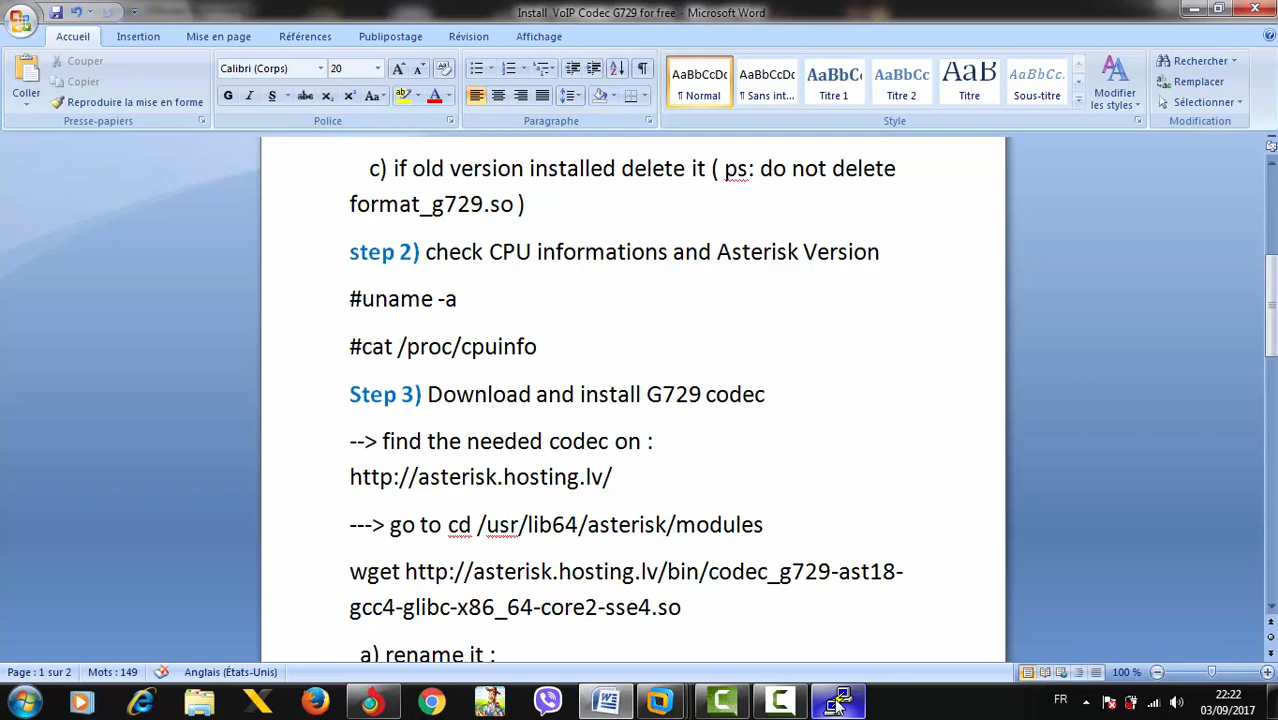 Install VoIP Codec G729 for free - Microsoft Word
Accueil Insertion Mise en page Références Publipostage Révision Affichage
Coller
Couper
Copier
Reproduire la mise en forme
Presse-papiers
Calibri (Corps) 20
G I S abc X₂ X² Aa
Police
Paragraphe
AaBbCcDc AaBbCcDc AaBbC AaBbCc AaB AaBbCc.
¶ Normal ¶ Sans int... Titre 1 Titre 2 Titre Sous-titre
Style
Modifier
les styles
Rechercher
Remplacer
Sélectionner
Modification
c) if old version installed delete it ( ps: do not delete
format_g729.so )
step 2) check CPU informations and Asterisk Version
#uname -a
#cat /proc/cpuinfo
Step 3) Download and install G729 codec
--> find the needed codec on :
http://asterisk.hosting.lv/
---> go to cd /usr/lib64/asterisk/modules
wget http://asterisk.hosting.lv/bin/codec_g729-ast18-
gcc4-glibc-x86_64-core2-sse4.so
a) rename it :
Page : 1 sur 2 Mots : 149 Anglais (États-Unis) 100 %
FR 22:22
03/09/2017